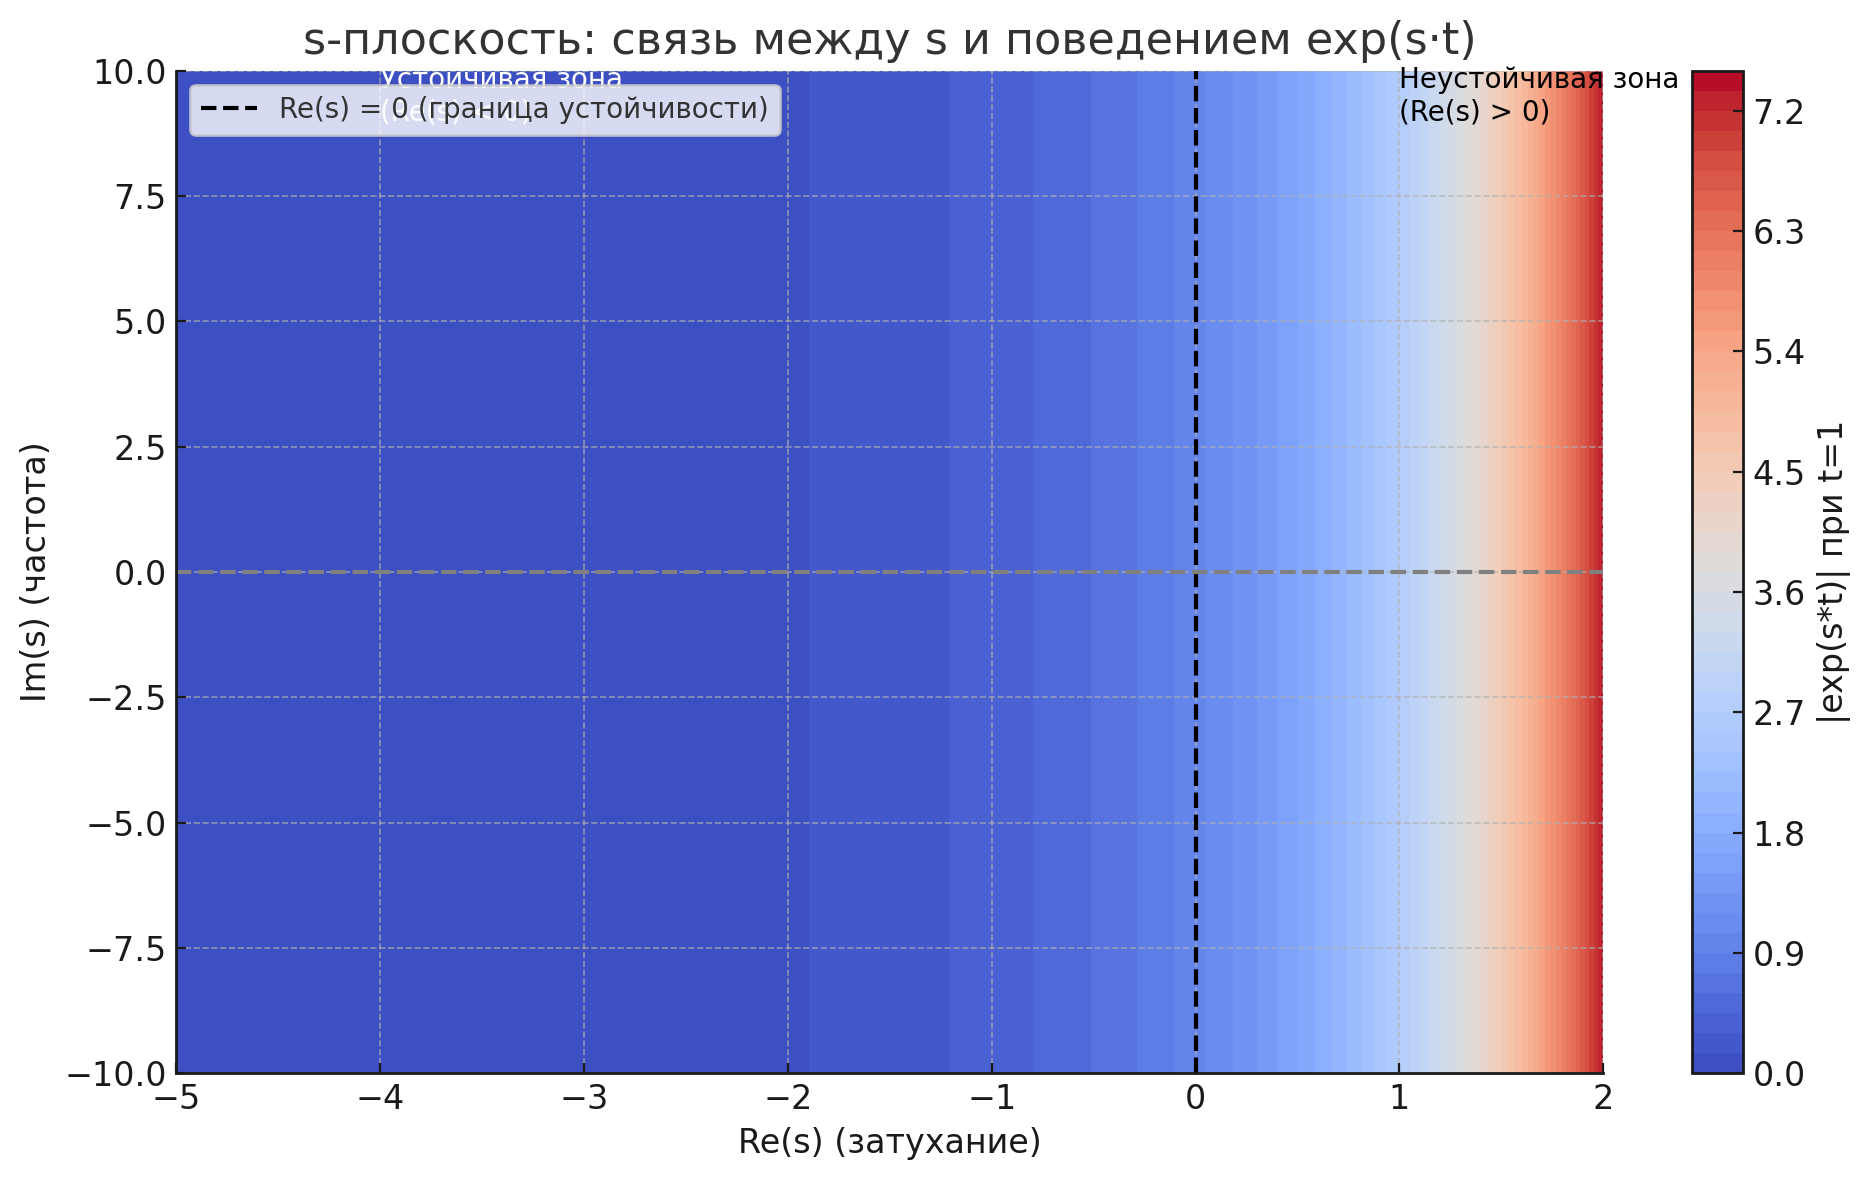 s-плоскость: связь между s и поведением exp(s·t)
Устойчивая зона
(Re(s) < 0)
Re(s) = 0 (граница устойчивости)
Неустойчивая зона
(Re(s) > 0)
Im(s) (частота)
10.0
7.5
5.0
2.5
0.0
−2.5
−5.0
−7.5
−10.0
−5
−4
−3
−2
−1
0
1
2
Re(s) (затухание)
7.2
6.3
5.4
4.5
3.6
2.7
1.8
0.9
0.0
|exp(s*t)| при t=1